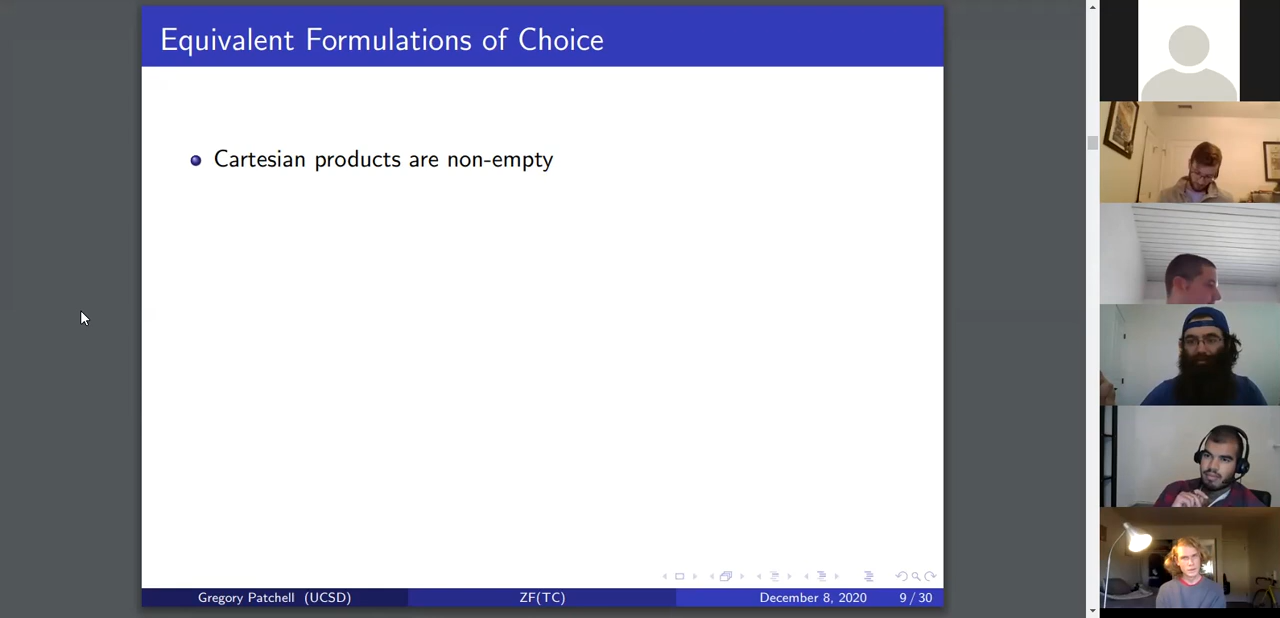 Equivalent Formulations of Choice
Cartesian products are non-empty
Gregory Patchell (UCSD) ZF(TC) December 8, 2020 9 / 30